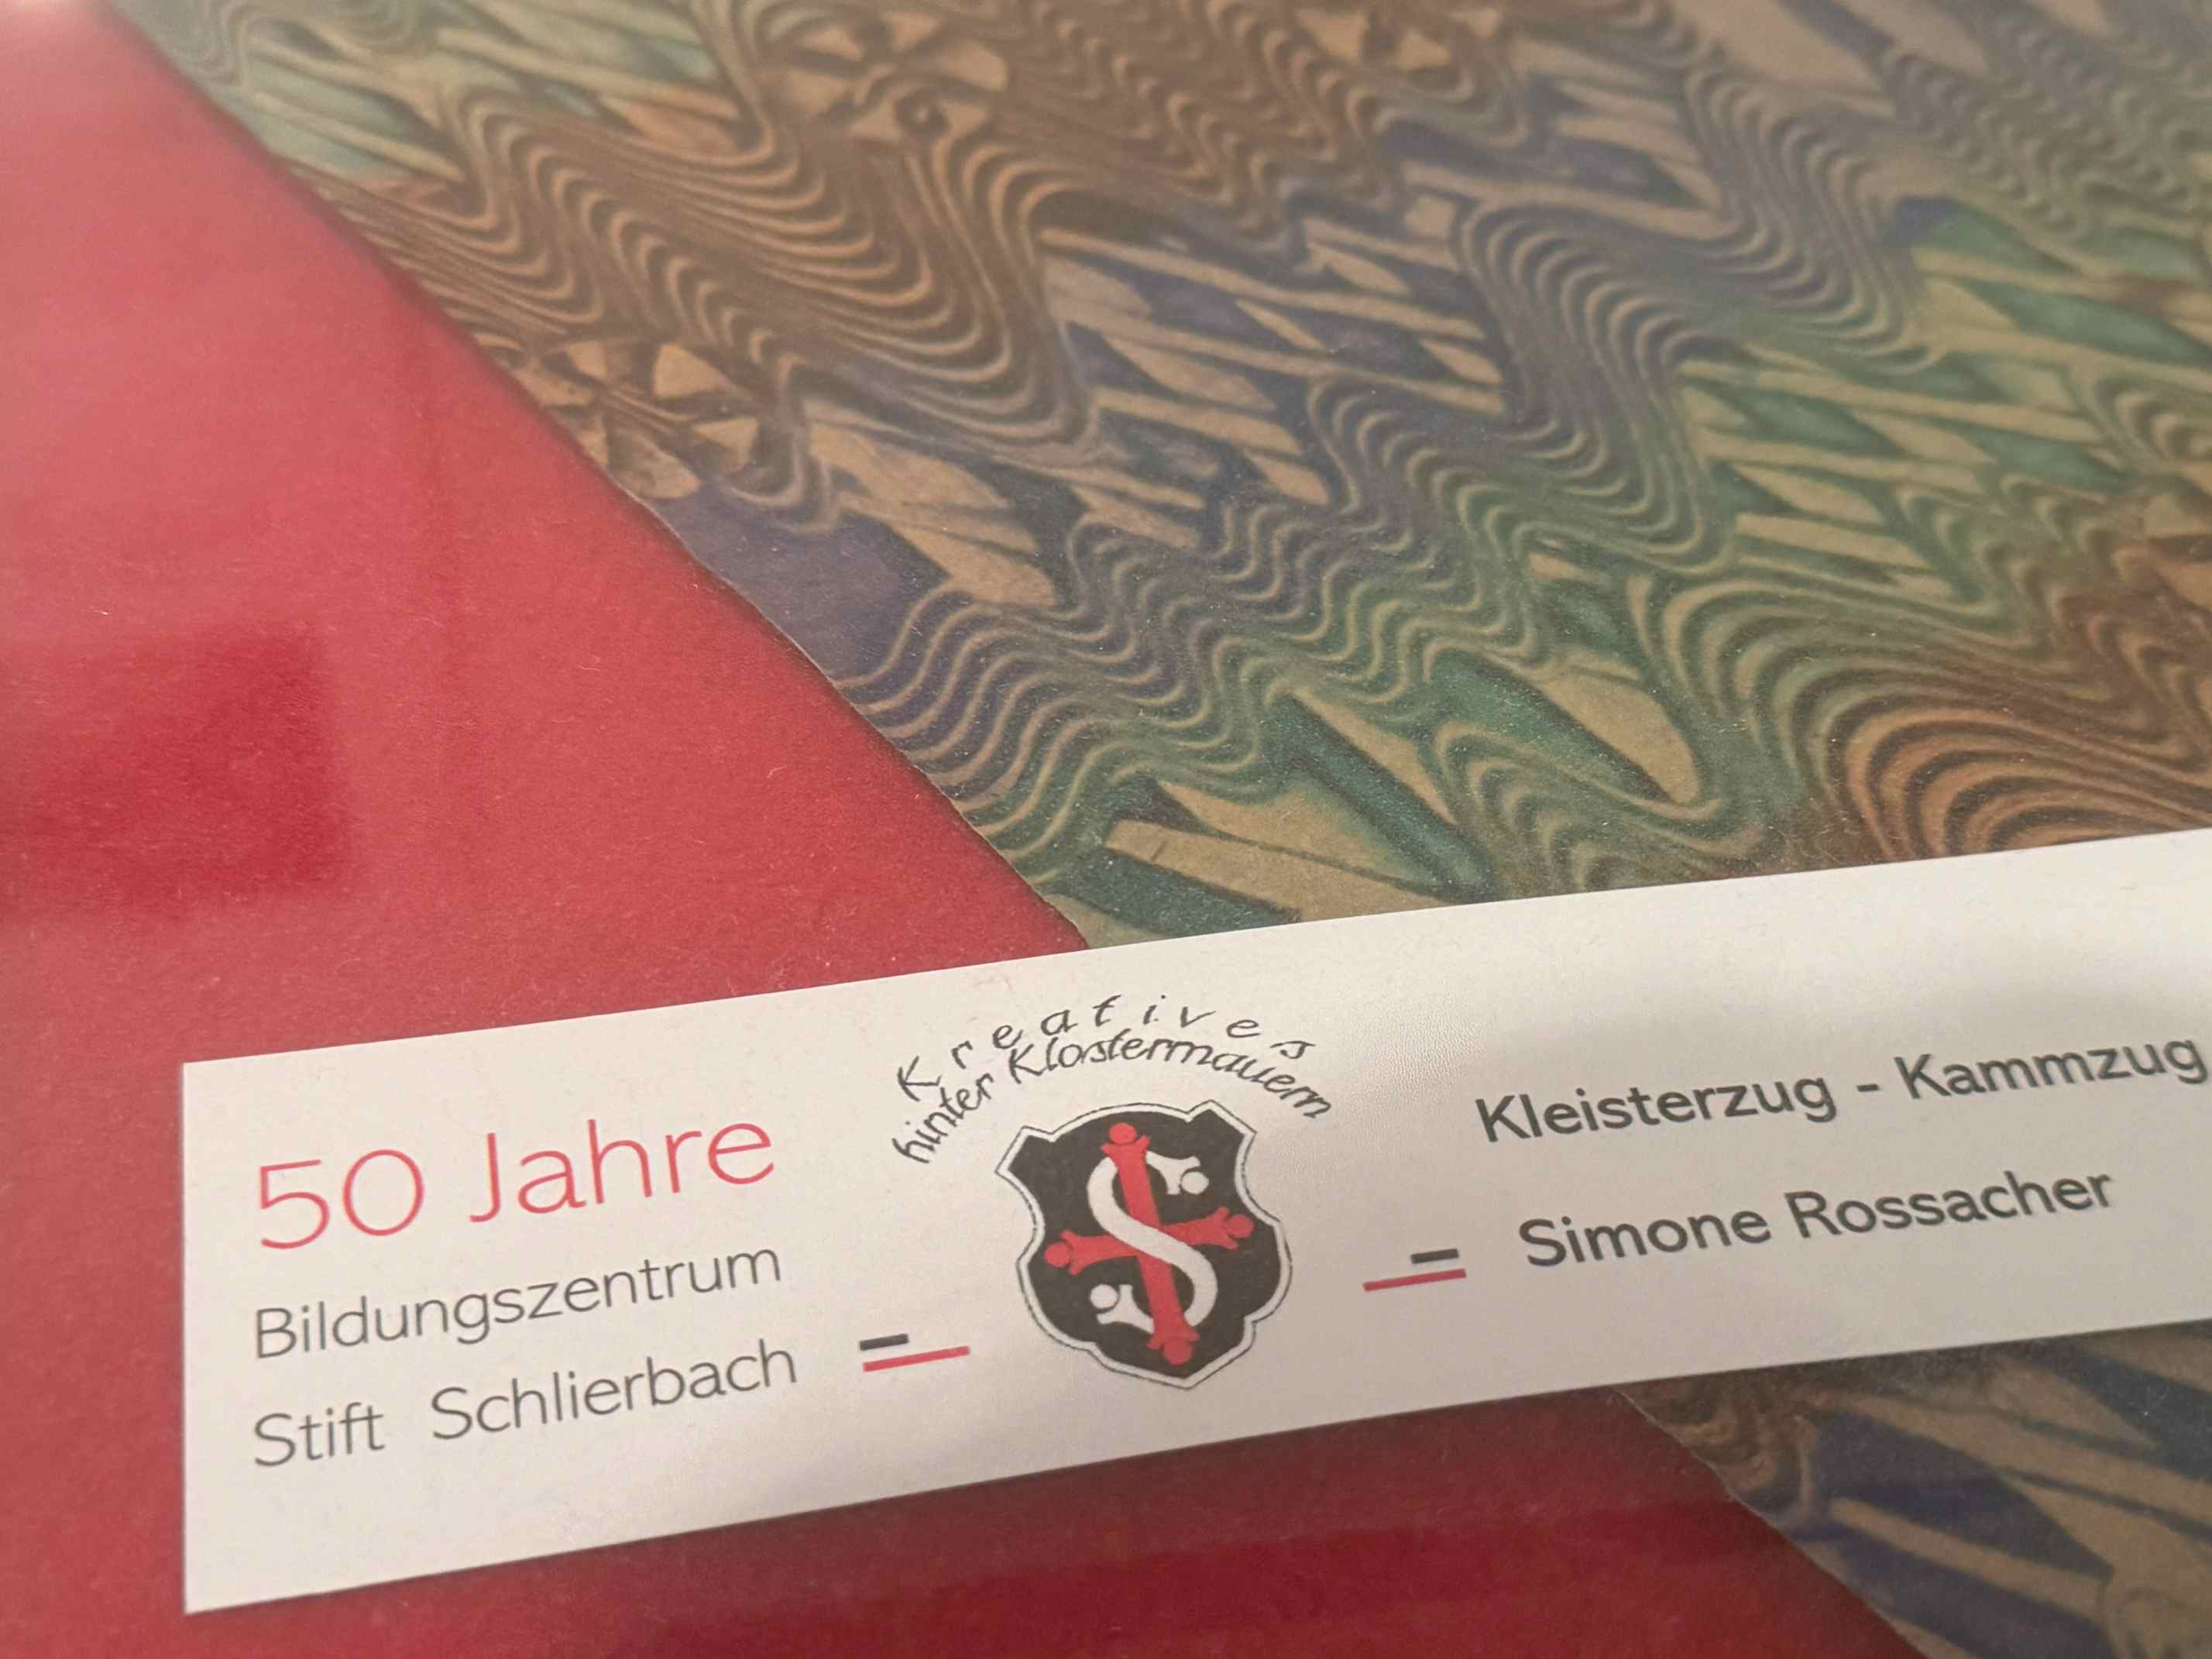 50 Jahre
Bildungszentrum
Stift Schlierbach
Kreatives
hinter Klostermauern
S
Kleisterzug - Kammzug
Simone Rossacher